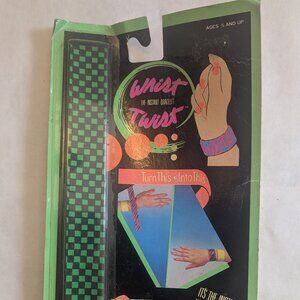 AGES 5 AND UP
Wrist
THE INSTANT BRACELET
Twist
Turn This Into This
IT'S THE